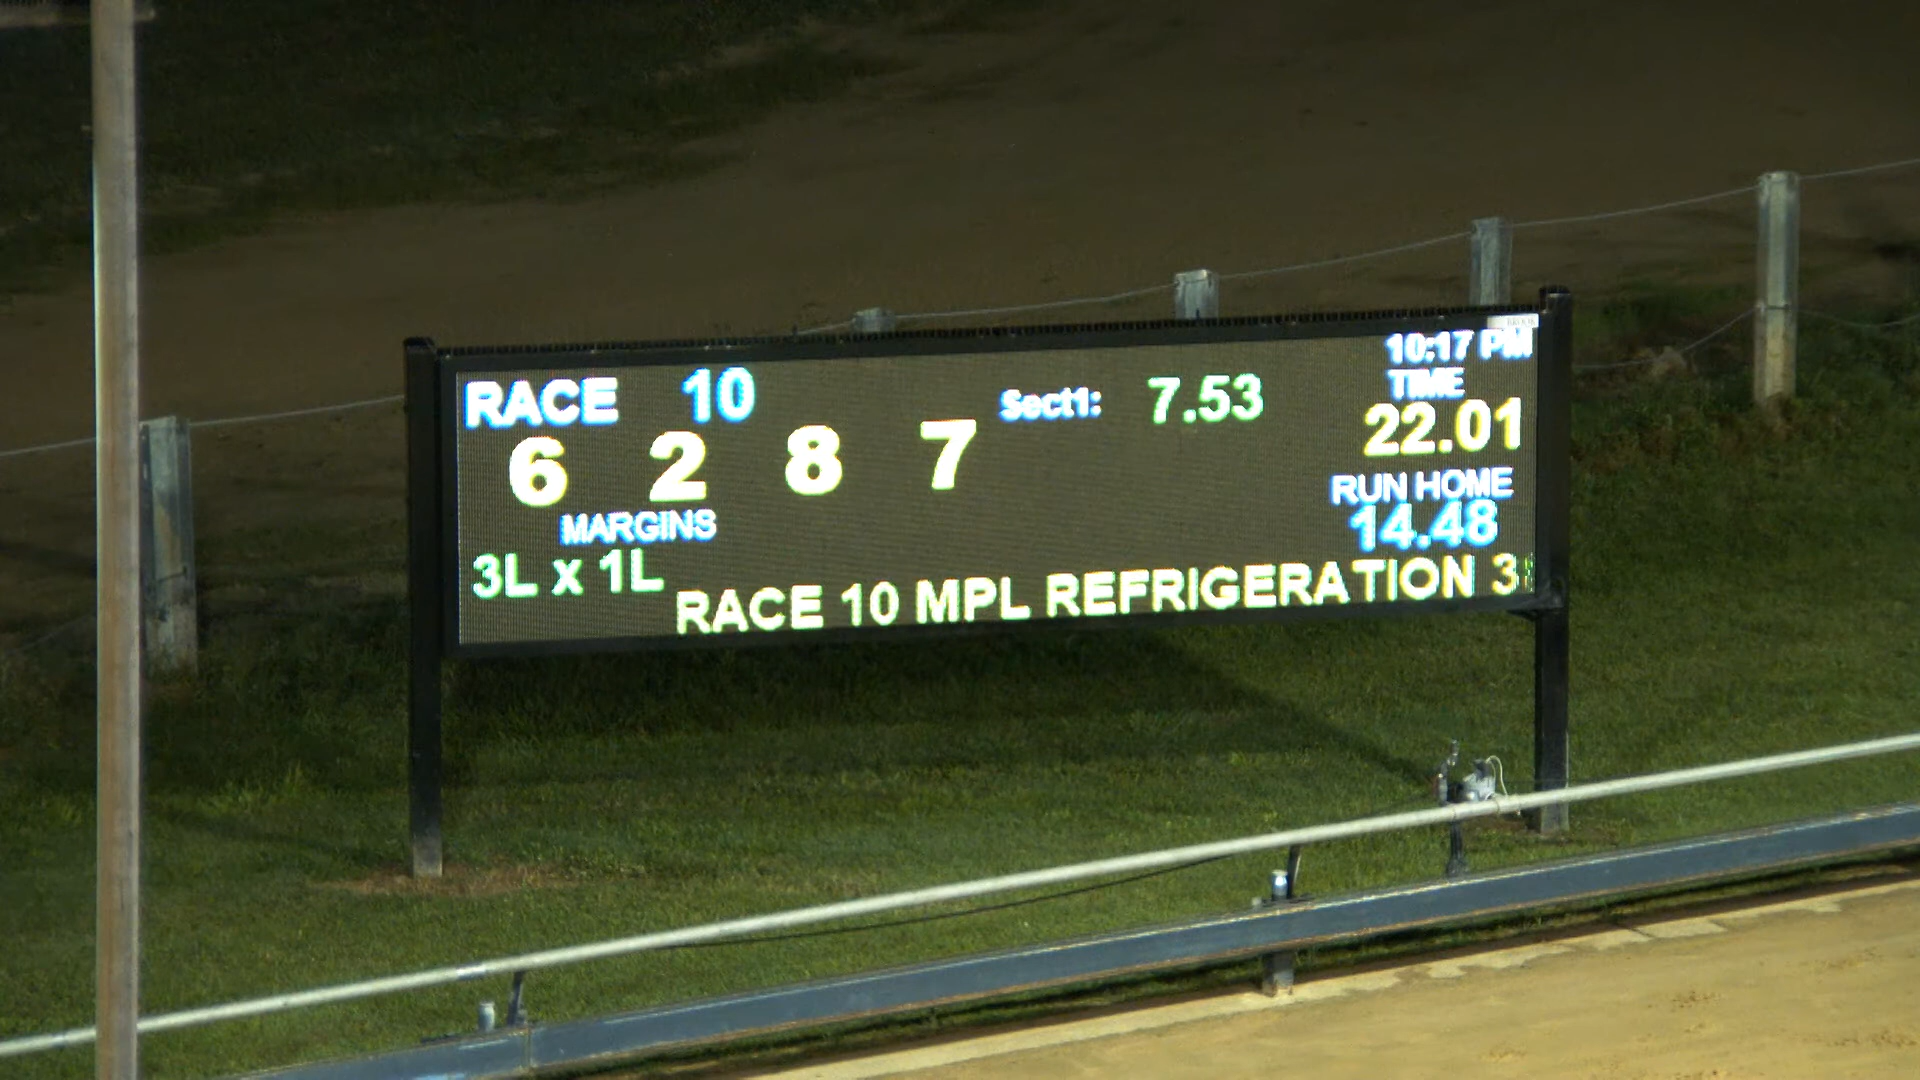 10:17 PM
RACE 10 Sect1: 7.53 TIME
22.01
6 2 8 7
RUN HOME
MARGINS 14.48
3L x 1L
RACE 10 MPL REFRIGERATION 3